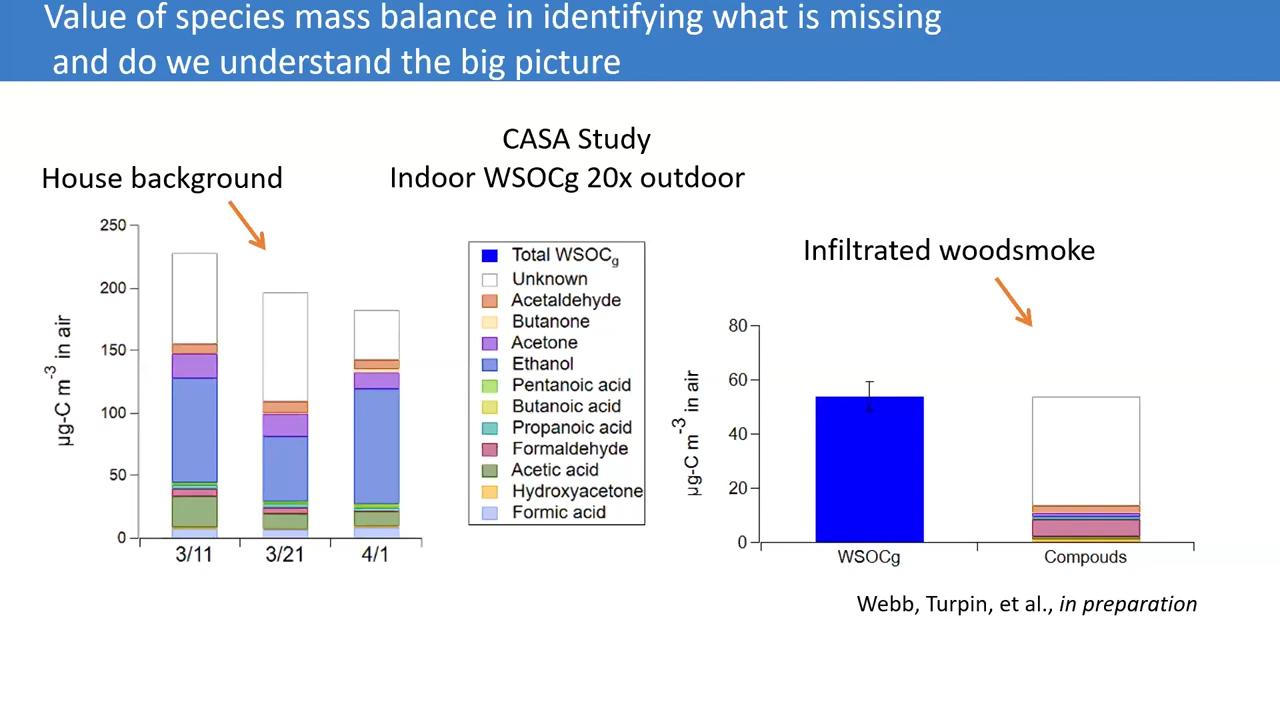 Value of species mass balance in identifying what is missing
and do we understand the big picture
CASA Study
Indoor WSOCg 20x outdoor
House background
250
200
150
100
50
0
µg-C m-3 in air
3/11
3/21
4/1
Total WSOCg
Unknown
Acetaldehyde
Butanone
Acetone
Ethanol
Pentanoic acid
Butanoic acid
Propanoic acid
Formaldehyde
Acetic acid
Hydroxyacetone
Formic acid
Infiltrated woodsmoke
80
60
40
20
0
µg-C m-3 in air
WSOCg
Compouds
Webb, Turpin, et al., in preparation